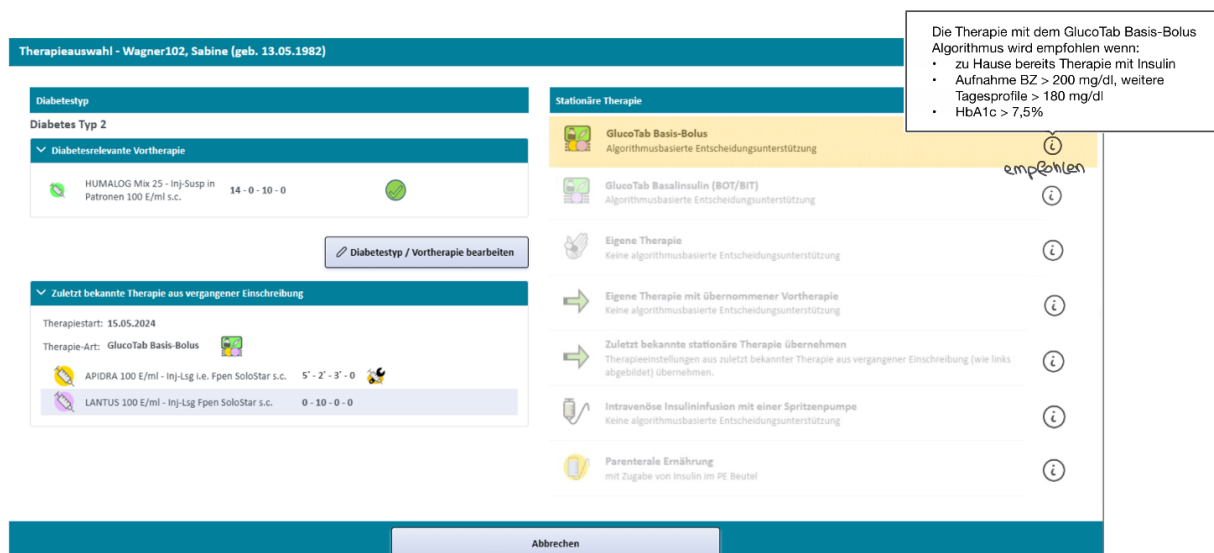 Die Therapie mit dem GlucoTab Basis-Bolus
Algorithmus wird empfohlen wenn:
• zu Hause bereits Therapie mit Insulin
• Aufnahme BZ > 200 mg/dl, weitere
Tagesprofile > 180 mg/dl
• HbA1c > 7,5%
Therapieauswahl - Wagner102, Sabine (geb. 13.05.1982)
Diabetestyp
Diabetes Typ 2
Diabetesrelevante Vortherapie
HUMALOG Mix 25 - Inj-Susp in
Patronen 100 E/ml s.c.
14 - 0 - 10 - 0
Diabetestyp / Vortherapie bearbeiten
Zuletzt bekannte Therapie aus vergangener Einschreibung
Therapiestart: 15.05.2024
Therapie-Art: GlucoTab Basis-Bolus
APIDRA 100 E/ml - Inj-Lsg i.e. Fpen SoloStar s.c. 5* - 2* - 3* - 0
LANTUS 100 E/ml - Inj-Lsg Fpen SoloStar s.c. 0 - 10 - 0 - 0
Stationäre Therapie
GlucoTab Basis-Bolus
Algorithmusbasierte Entscheidungsunterstützung
empfohlen
GlucoTab Basalinsulin (BOT/BIT)
Algorithmusbasierte Entscheidungsunterstützung
Eigene Therapie
Keine algorithmusbasierte Entscheidungsunterstützung
Eigene Therapie mit übernommener Vortherapie
Keine algorithmusbasierte Entscheidungsunterstützung
Zuletzt bekannte stationäre Therapie übernehmen
Therapieeinstellungen aus zuletzt bekannter Therapie aus vergangener Einschreibung (wie links
abgebildet) übernehmen.
Intravenöse Insulininfusion mit einer Spritzenpumpe
Keine algorithmusbasierte Entscheidungsunterstützung
Parenterale Ernährung
mit Zugabe von Insulin im PE Beutel
Abbrechen